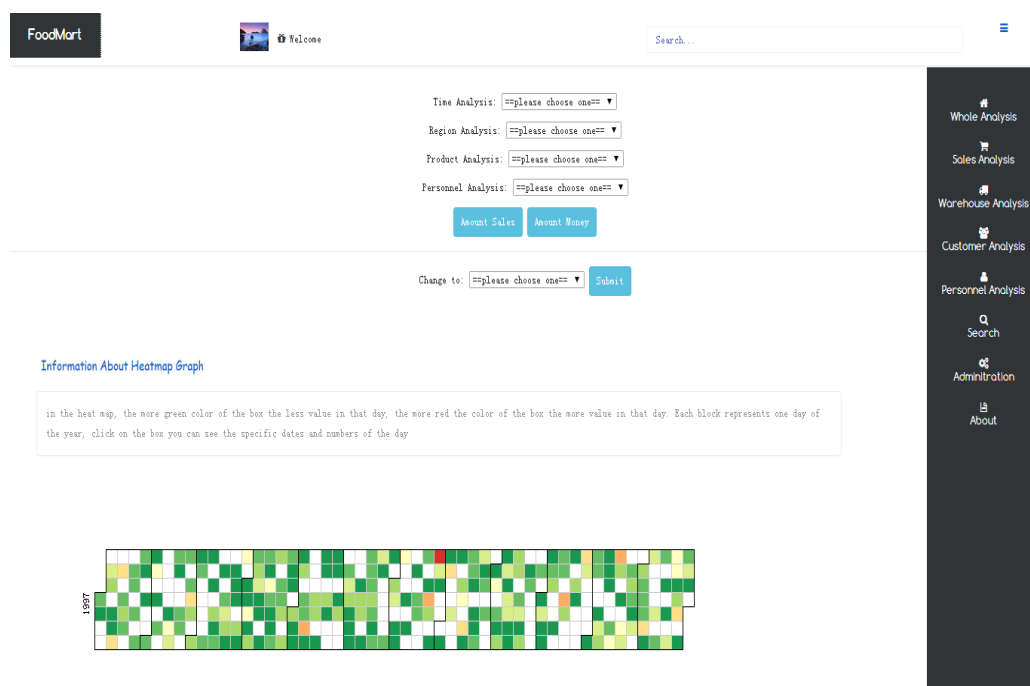 FoodMart
Welcome
Search...
Time Analysis: ==please choose one==
Region Analysis: ==please choose one==
Product Analysis: ==please choose one==
Personnel Analysis: ==please choose one==
Amount Sales Amount Money
Change to: ==please choose one== Submit
Information About Heatmap Graph
in the heat map, the more green color of the box the less value in that day, the more red the color of the box the more value in that day. Each block represents one day of
the year, click on the box you can see the specific dates and numbers of the day
1997
Whole Analysis
Sales Analysis
Warehouse Analysis
Customer Analysis
Personnel Analysis
Search
Adminitration
About